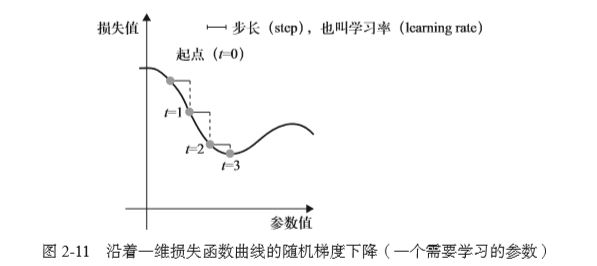 损失值
步长（step），也叫学习率（learning rate）
起点（t=0）
t=1
t=2
t=3
参数值
图 2-11 沿着一维损失函数曲线的随机梯度下降（一个需要学习的参数）